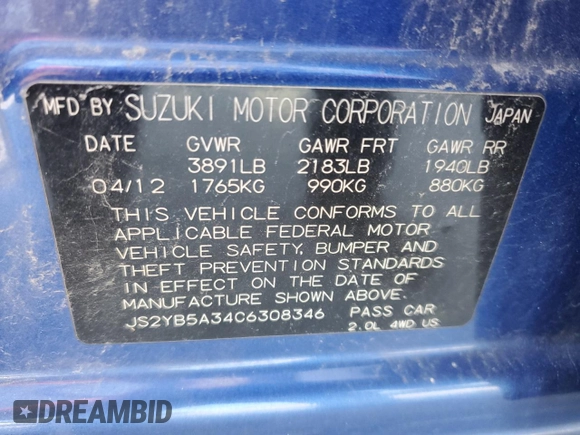 MFD BY SUZUKI MOTOR CORPORATION JAPAN
DATE GVWR GAWR FRT GAWR RR
3891LB 2183LB 1940LB
04/12 1765KG 990KG 880KG
THIS VEHICLE CONFORMS TO ALL
APPLICABLE FEDERAL MOTOR
VEHICLE SAFETY, BUMPER AND
THEFT PREVENTION STANDARDS
IN EFFECT ON THE DATE OF
MANUFACTURE SHOWN ABOVE.
JS2YB5A34C6308346 PASS CAR
2.0L 4WD US
DREAMBID